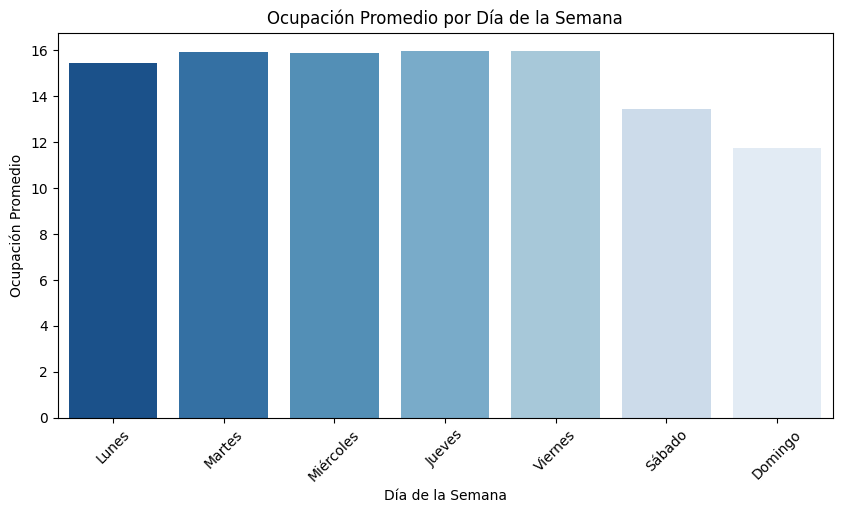 Ocupación Promedio por Día de la Semana
Ocupación Promedio
16
14
12
10
8
6
4
2
0
Lunes
Martes
Miércoles
Jueves
Viernes
Sábado
Domingo
Día de la Semana